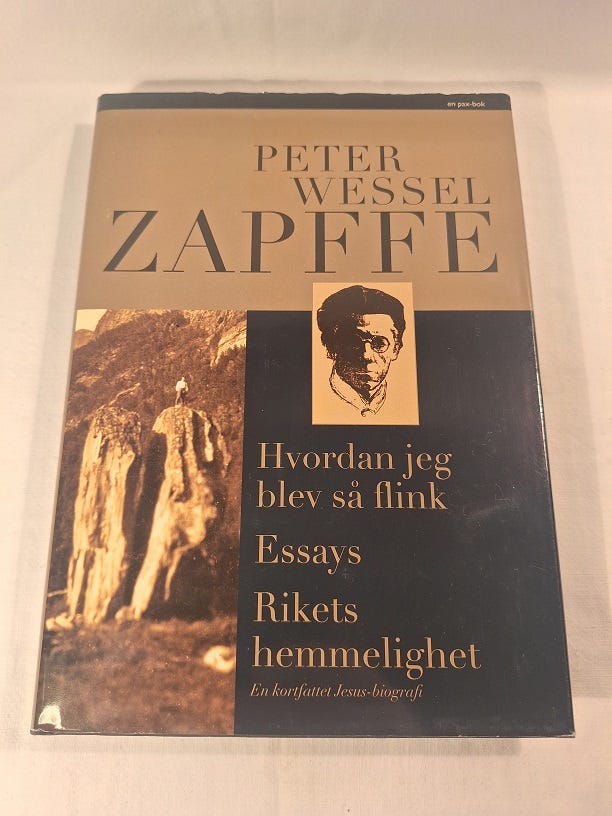 en pax-bok
PETER
WESSEL
ZAPFFE
Hvordan jeg
blev så flink
Essays
Rikets
hemmelighet
En kortfattet Jesus-biografi